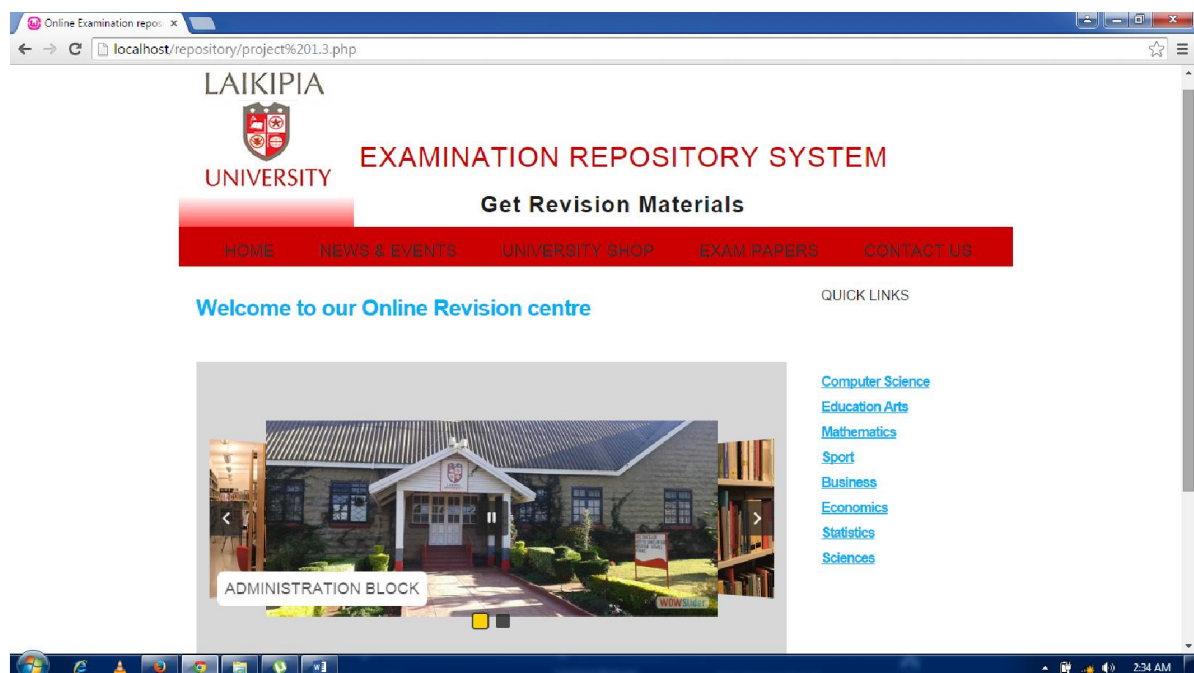 Online Examination repos
localhost/repository/project%201.3.php
LAIKIPIA
UNIVERSITY
EXAMINATION REPOSITORY SYSTEM
Get Revision Materials
HOME NEWS & EVENTS UNIVERSITY SHOP EXAM PAPERS CONTACT US
Welcome to our Online Revision centre
QUICK LINKS
Computer Science
Education Arts
Mathematics
Sport
Business
Economics
Statistics
Sciences
ADMINISTRATION BLOCK
WOWSlider
2:34 AM